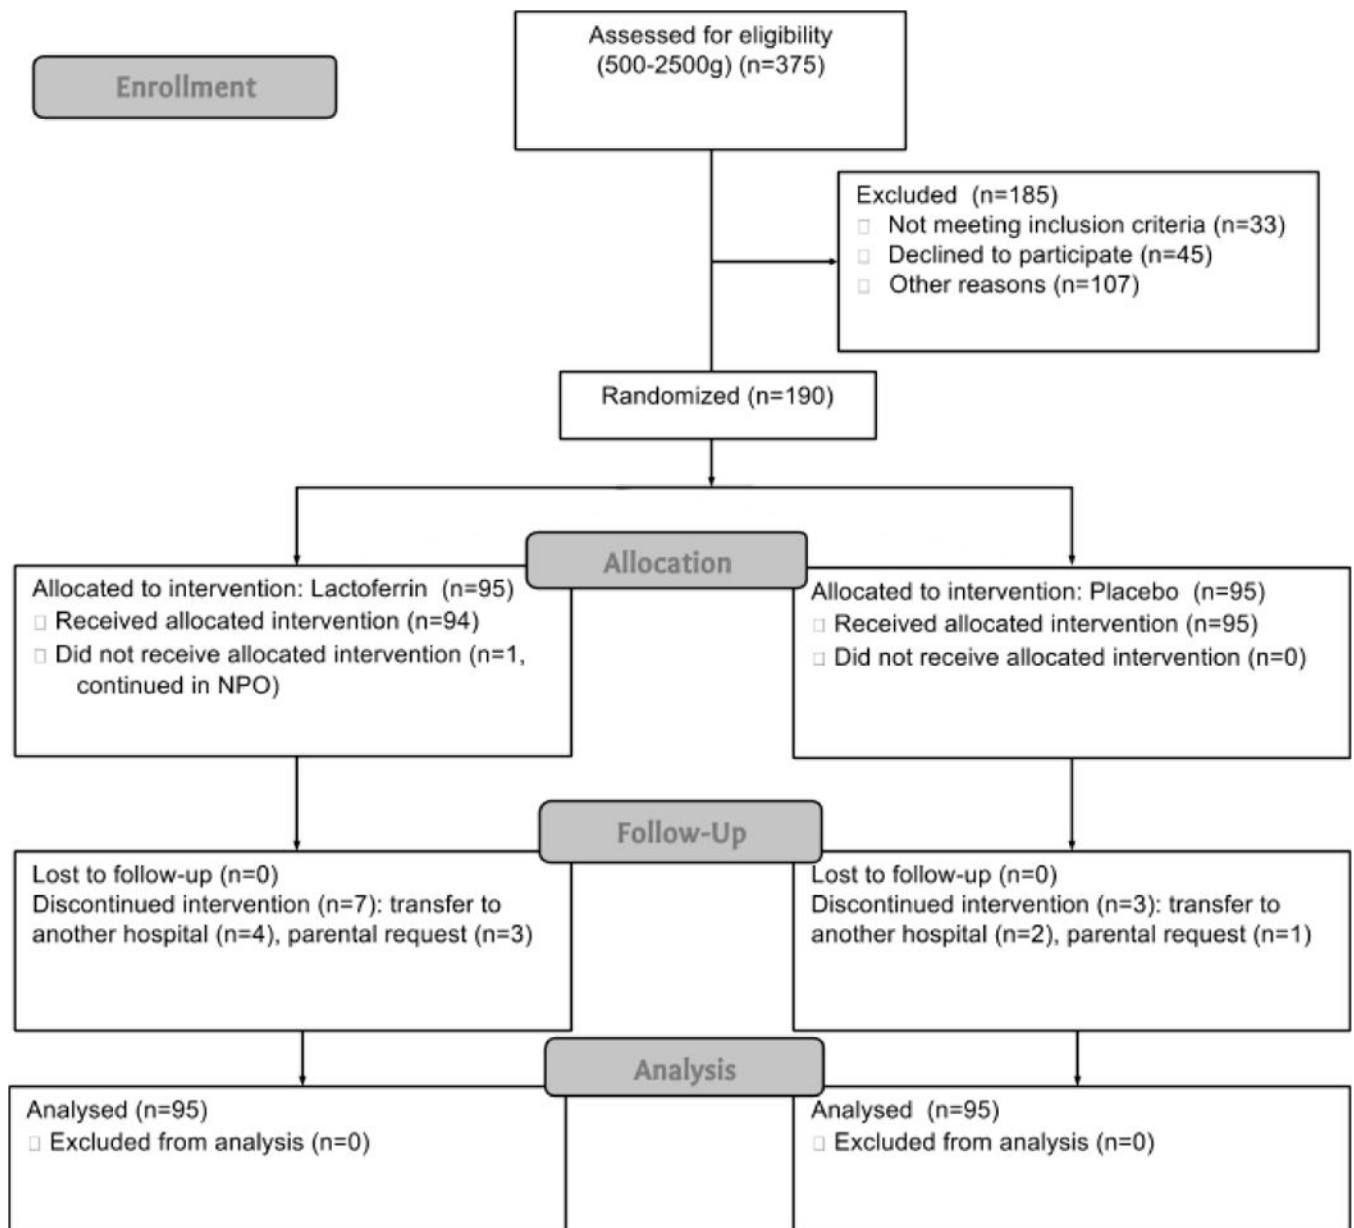 Assessed for eligibility
(500-2500g) (n=375)
Enrollment
Excluded (n=185)
Not meeting inclusion criteria (n=33)
Declined to participate (n=45)
Other reasons (n=107)
Randomized (n=190)
Allocation
Allocated to intervention: Lactoferrin (n=95)
Received allocated intervention (n=94)
Did not receive allocated intervention (n=1,
continued in NPO)
Allocated to intervention: Placebo (n=95)
Received allocated intervention (n=95)
Did not receive allocated intervention (n=0)
Follow-Up
Lost to follow-up (n=0)
Discontinued intervention (n=7): transfer to
another hospital (n=4), parental request (n=3)
Lost to follow-up (n=0)
Discontinued intervention (n=3): transfer to
another hospital (n=2), parental request (n=1)
Analysis
Analysed (n=95)
Excluded from analysis (n=0)
Analysed (n=95)
Excluded from analysis (n=0)